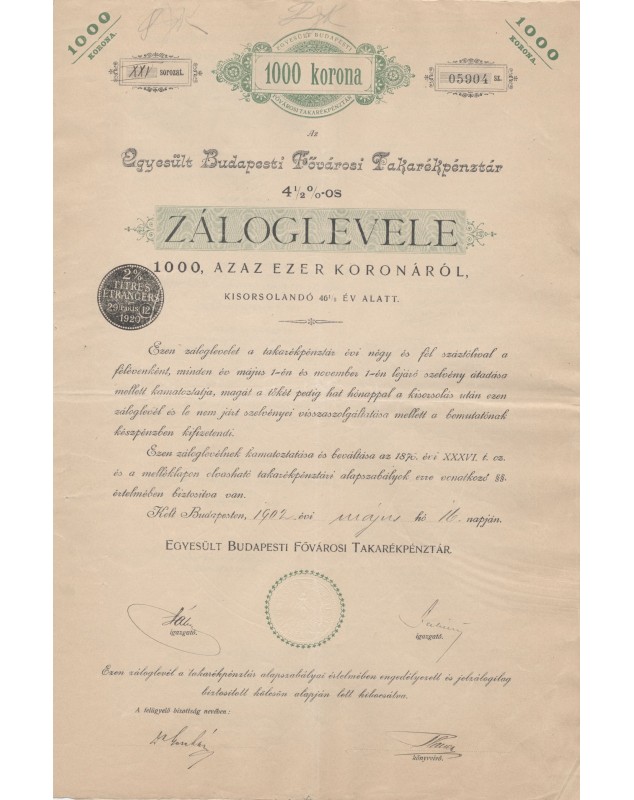 1000
KORONA.
1000
KORONA.
EGYESÜLT BUDAPESTI
1000 korona
FŐVÁROSI TAKARÉKPÉNZTÁR
XXV sorozat.
05904 sz.
Az
Egyesült Budapesti Fővárosi Takarékpénztár
4½%-os
ZÁLOGLEVELE
1000, AZAZ EZER KORONÁRÓL,
KISORSOLANDÓ 46½ ÉV ALATT.
2%
TITRES
ÉTRANGERS
12
1920
Ezen záloglevelet a takarékpénztár évi négy és fél száztólival a
félévenként, minden év május 1-én és november 1-én lejáró szelvény átadása
mellett kamatoztatja, magát a tőkét pedig hat hónappal a kisorsolás után ezen
záloglevél és le nem járt szelvényei visszaszolgáltatása mellett a bemutatónak
készpénzben kifizetendi.
Ezen záloglevélnek kamatoztatása és beváltása az 1876. évi XXXVI. t. cz.
és a melléklapon olvasható takarékpénztári alapszabályok erre vonatkozó §§-
értelmében biztosítva van.
Kelt Budapesten, 1902 évi május hó 16. napján.
EGYESÜLT BUDAPESTI FŐVÁROSI TAKARÉKPÉNZTÁR.
igazgató.
igazgató.
Ezen záloglevél a takarékpénztár alapszabályai értelmében engedélyezett és jelzálogilag
biztosított kölcsön alapján lett kibocsátva.
A felügyelő bizottság nevében:
könyvvivő.